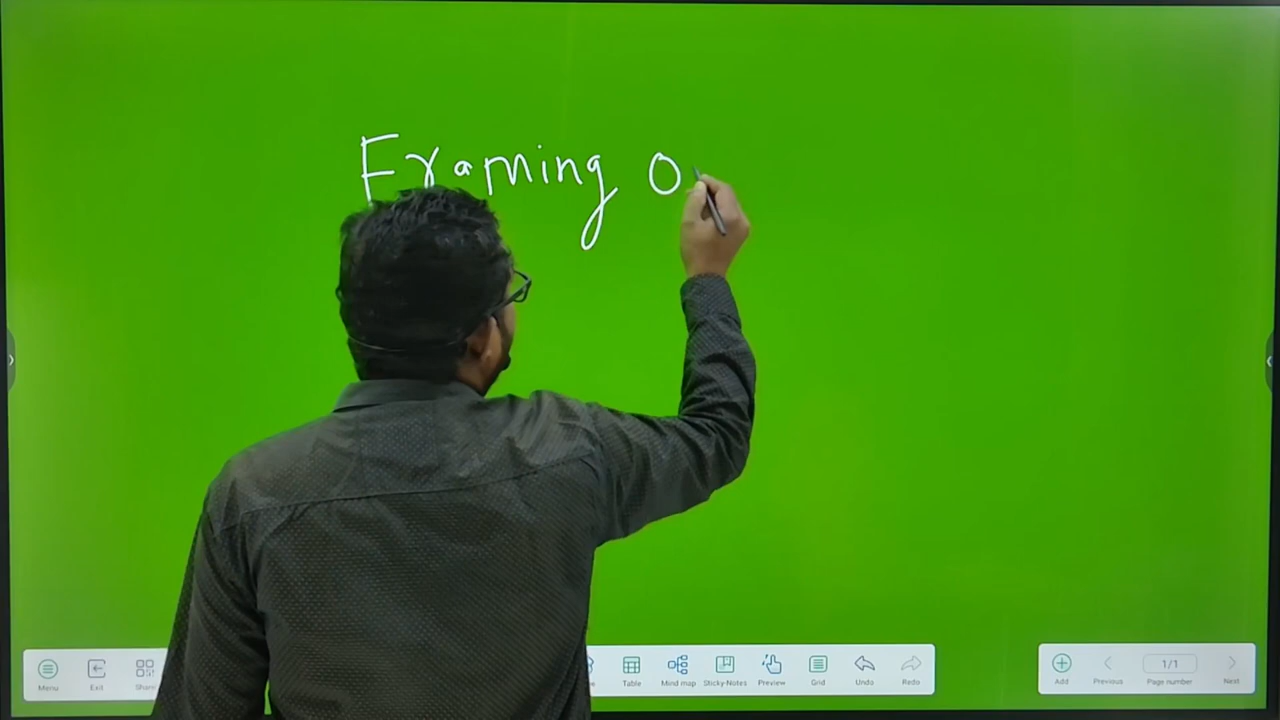 Framing o
Menu
Exit
Share
Table
Mind map
Sticky-Notes
Preview
Grid
Undo
Redo
Add
Previous
1/1
Page number
Next